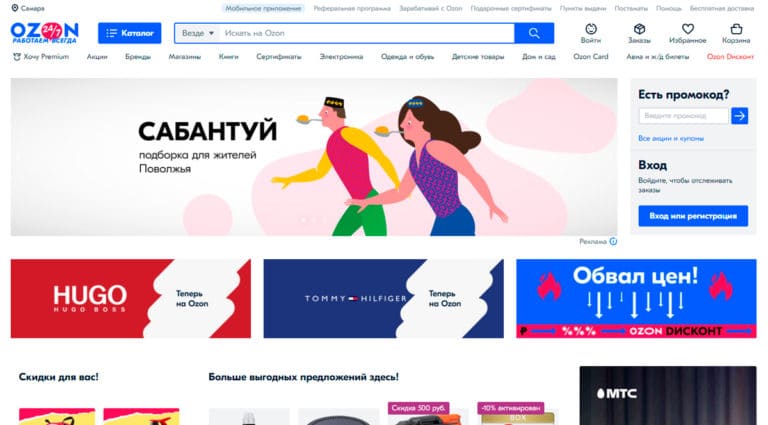 Самара
Мобильное приложение
Реферальная программа
Зарабатывай с Ozon
Подарочные сертификаты
Пункты выдачи
Постаматы
Помощь
Бесплатная доставка
OZON 24/7
РАБОТАЕМ ВСЕГДА
Каталог
Везде
Искать на Ozon
Войти
Заказы
Избранное
Корзина
Хочу Premium
Акции
Бренды
Магазины
Книги
Сертификаты
Электроника
Одежда и обувь
Детские товары
Дом и сад
Ozon Card
Авиа и ж/д билеты
Ozon Dисконт
САБАНТУЙ
подборка для жителей
Поволжья
Есть промокод?
Введите промокод
Все акции и купоны
Вход
Войдите, чтобы отслеживать
заказы
Вход или регистрация
Реклама
HUGO
HUGO BOSS
Теперь
на Ozon
TOMMY HILFIGER
Теперь
на Ozon
Обвал цен!
₽ %%% OZON DИСКОНТ
Скидки для вас!
Больше выгодных предложений здесь!
Скидка 500 руб.
-10% активирован
BOX
МТС